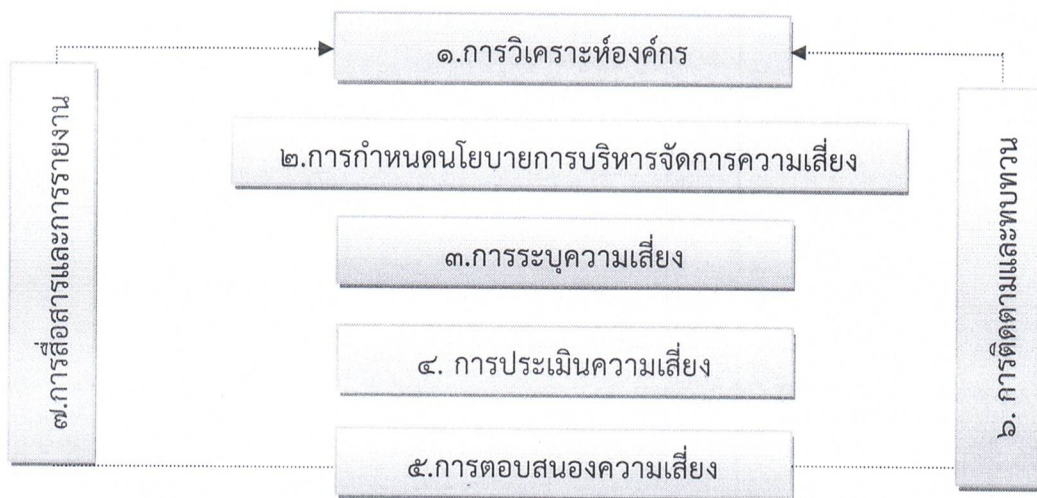 ๑.การวิเคราะห์องค์กร
๒.การกำหนดนโยบายการบริหารจัดการความเสี่ยง
๓.การระบุความเสี่ยง
๔. การประเมินความเสี่ยง
๕.การตอบสนองความเสี่ยง
๖. การติดตามและทบทวน
๗.การสื่อสารและการรายงาน